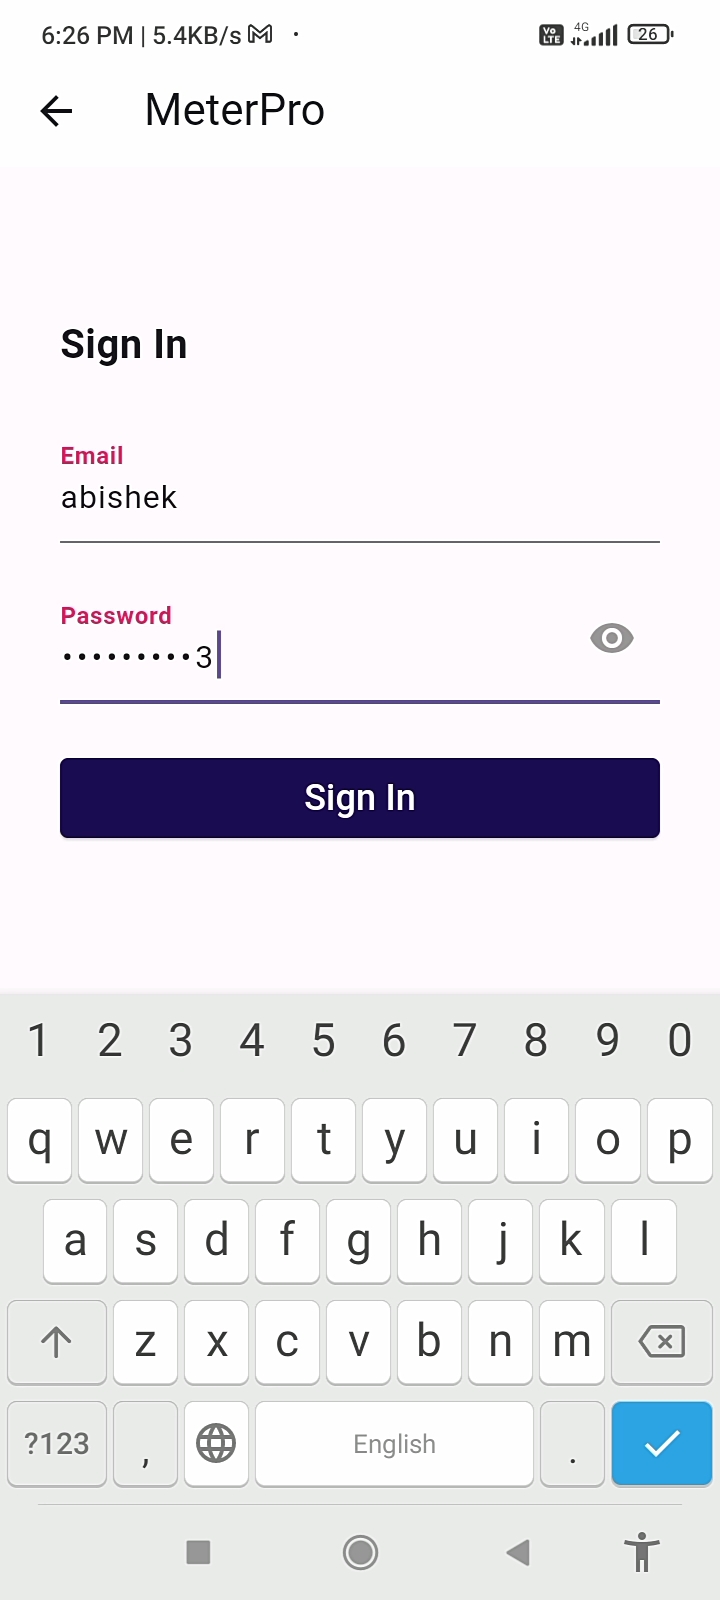 6:26 PM | 5.4KB/s
Vo LTE 4G 26
MeterPro
Sign In
Email
abishek
Password
•••••••••3
Sign In
1 2 3 4 5 6 7 8 9 0
q w e r t y u i o p
a s d f g h j k l
z x c v b n m
?123 , English .